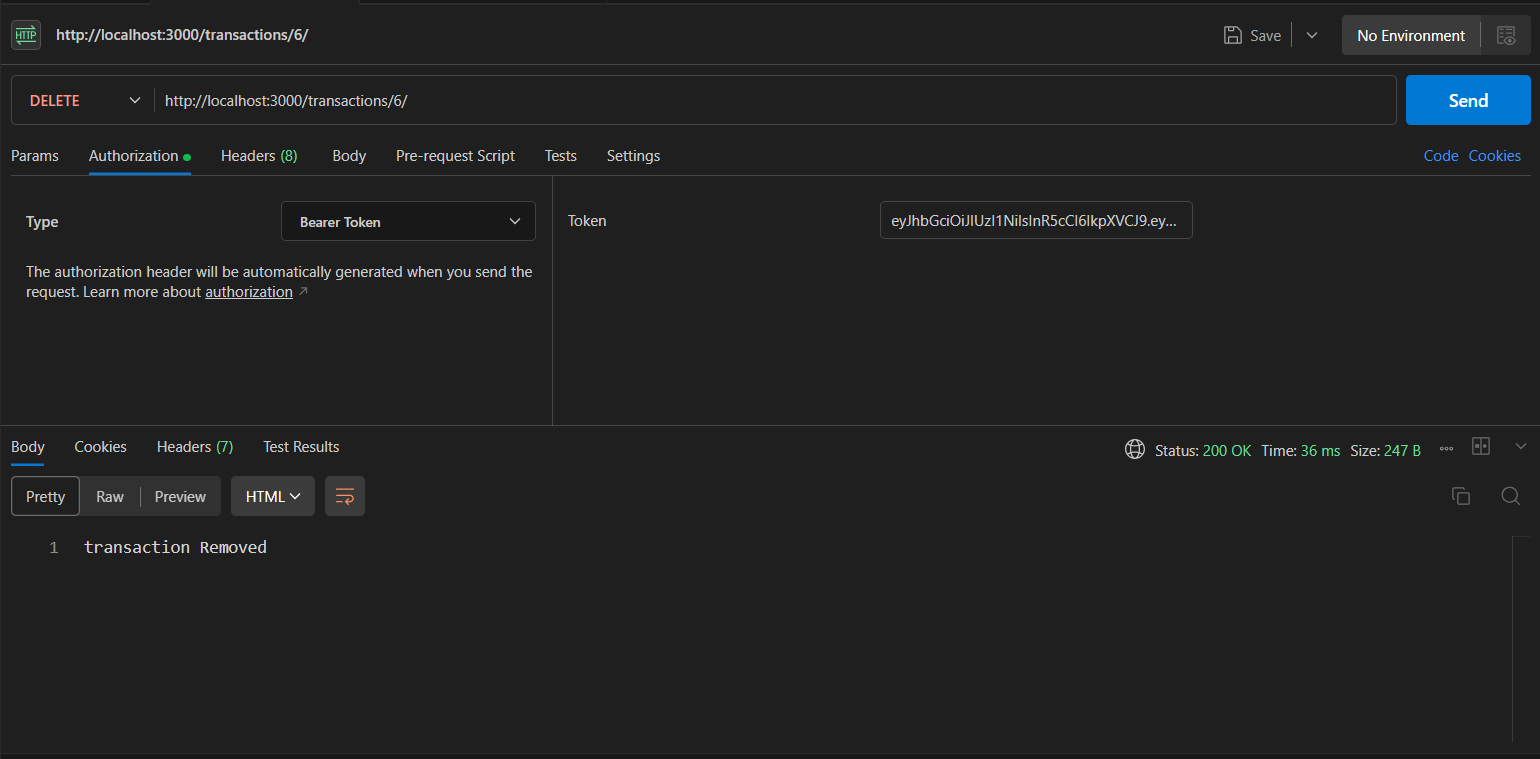 HTTP http://localhost:3000/transactions/6/ Save No Environment
DELETE http://localhost:3000/transactions/6/ Send
Params Authorization Headers (8) Body Pre-request Script Tests Settings Code Cookies
Type Bearer Token Token eyJhbGciOiJIUzI1NiIsInR5cCI6IkpXVCJ9.ey...
The authorization header will be automatically generated when you send the
request. Learn more about authorization ↗
Body Cookies Headers (7) Test Results Status: 200 OK Time: 36 ms Size: 247 B
Pretty Raw Preview HTML
1 transaction Removed